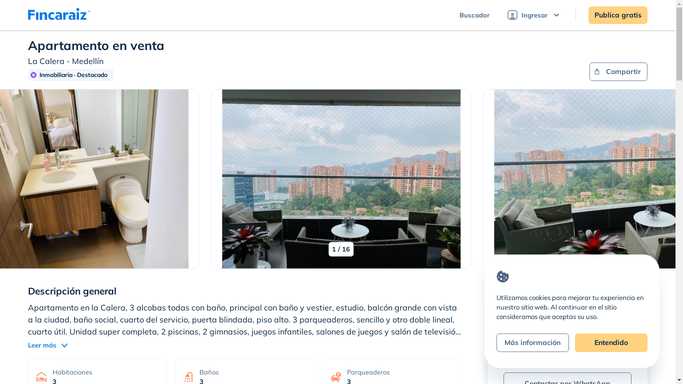 Fincaraiz
Buscador
Ingresar
Publica gratis
Apartamento en venta
La Calera - Medellín
Inmobiliaria · Destacado
Compartir
1 / 16
Descripción general
Apartamento en la Calera, 3 alcobas todas con baño, principal con baño y vestier, estudio, balcón grande con vista
a la ciudad, baño social, cuarto del servicio, puerta blindada, piso alto. 3 parqueaderos, sencillo y otro doble lineal,
cuarto útil. Unidad super completa, 2 piscinas, 2 gimnasios, juegos infantiles, salones de juegos y salón de televisió...
Leer más
Habitaciones
3
Baños
3
Parqueaderos
3
Utilizamos cookies para mejorar tu experiencia en
nuestro sitio web. Al continuar en el sitio
consideramos que aceptas su uso.
Más información
Entendido
Contactar por WhatsApp